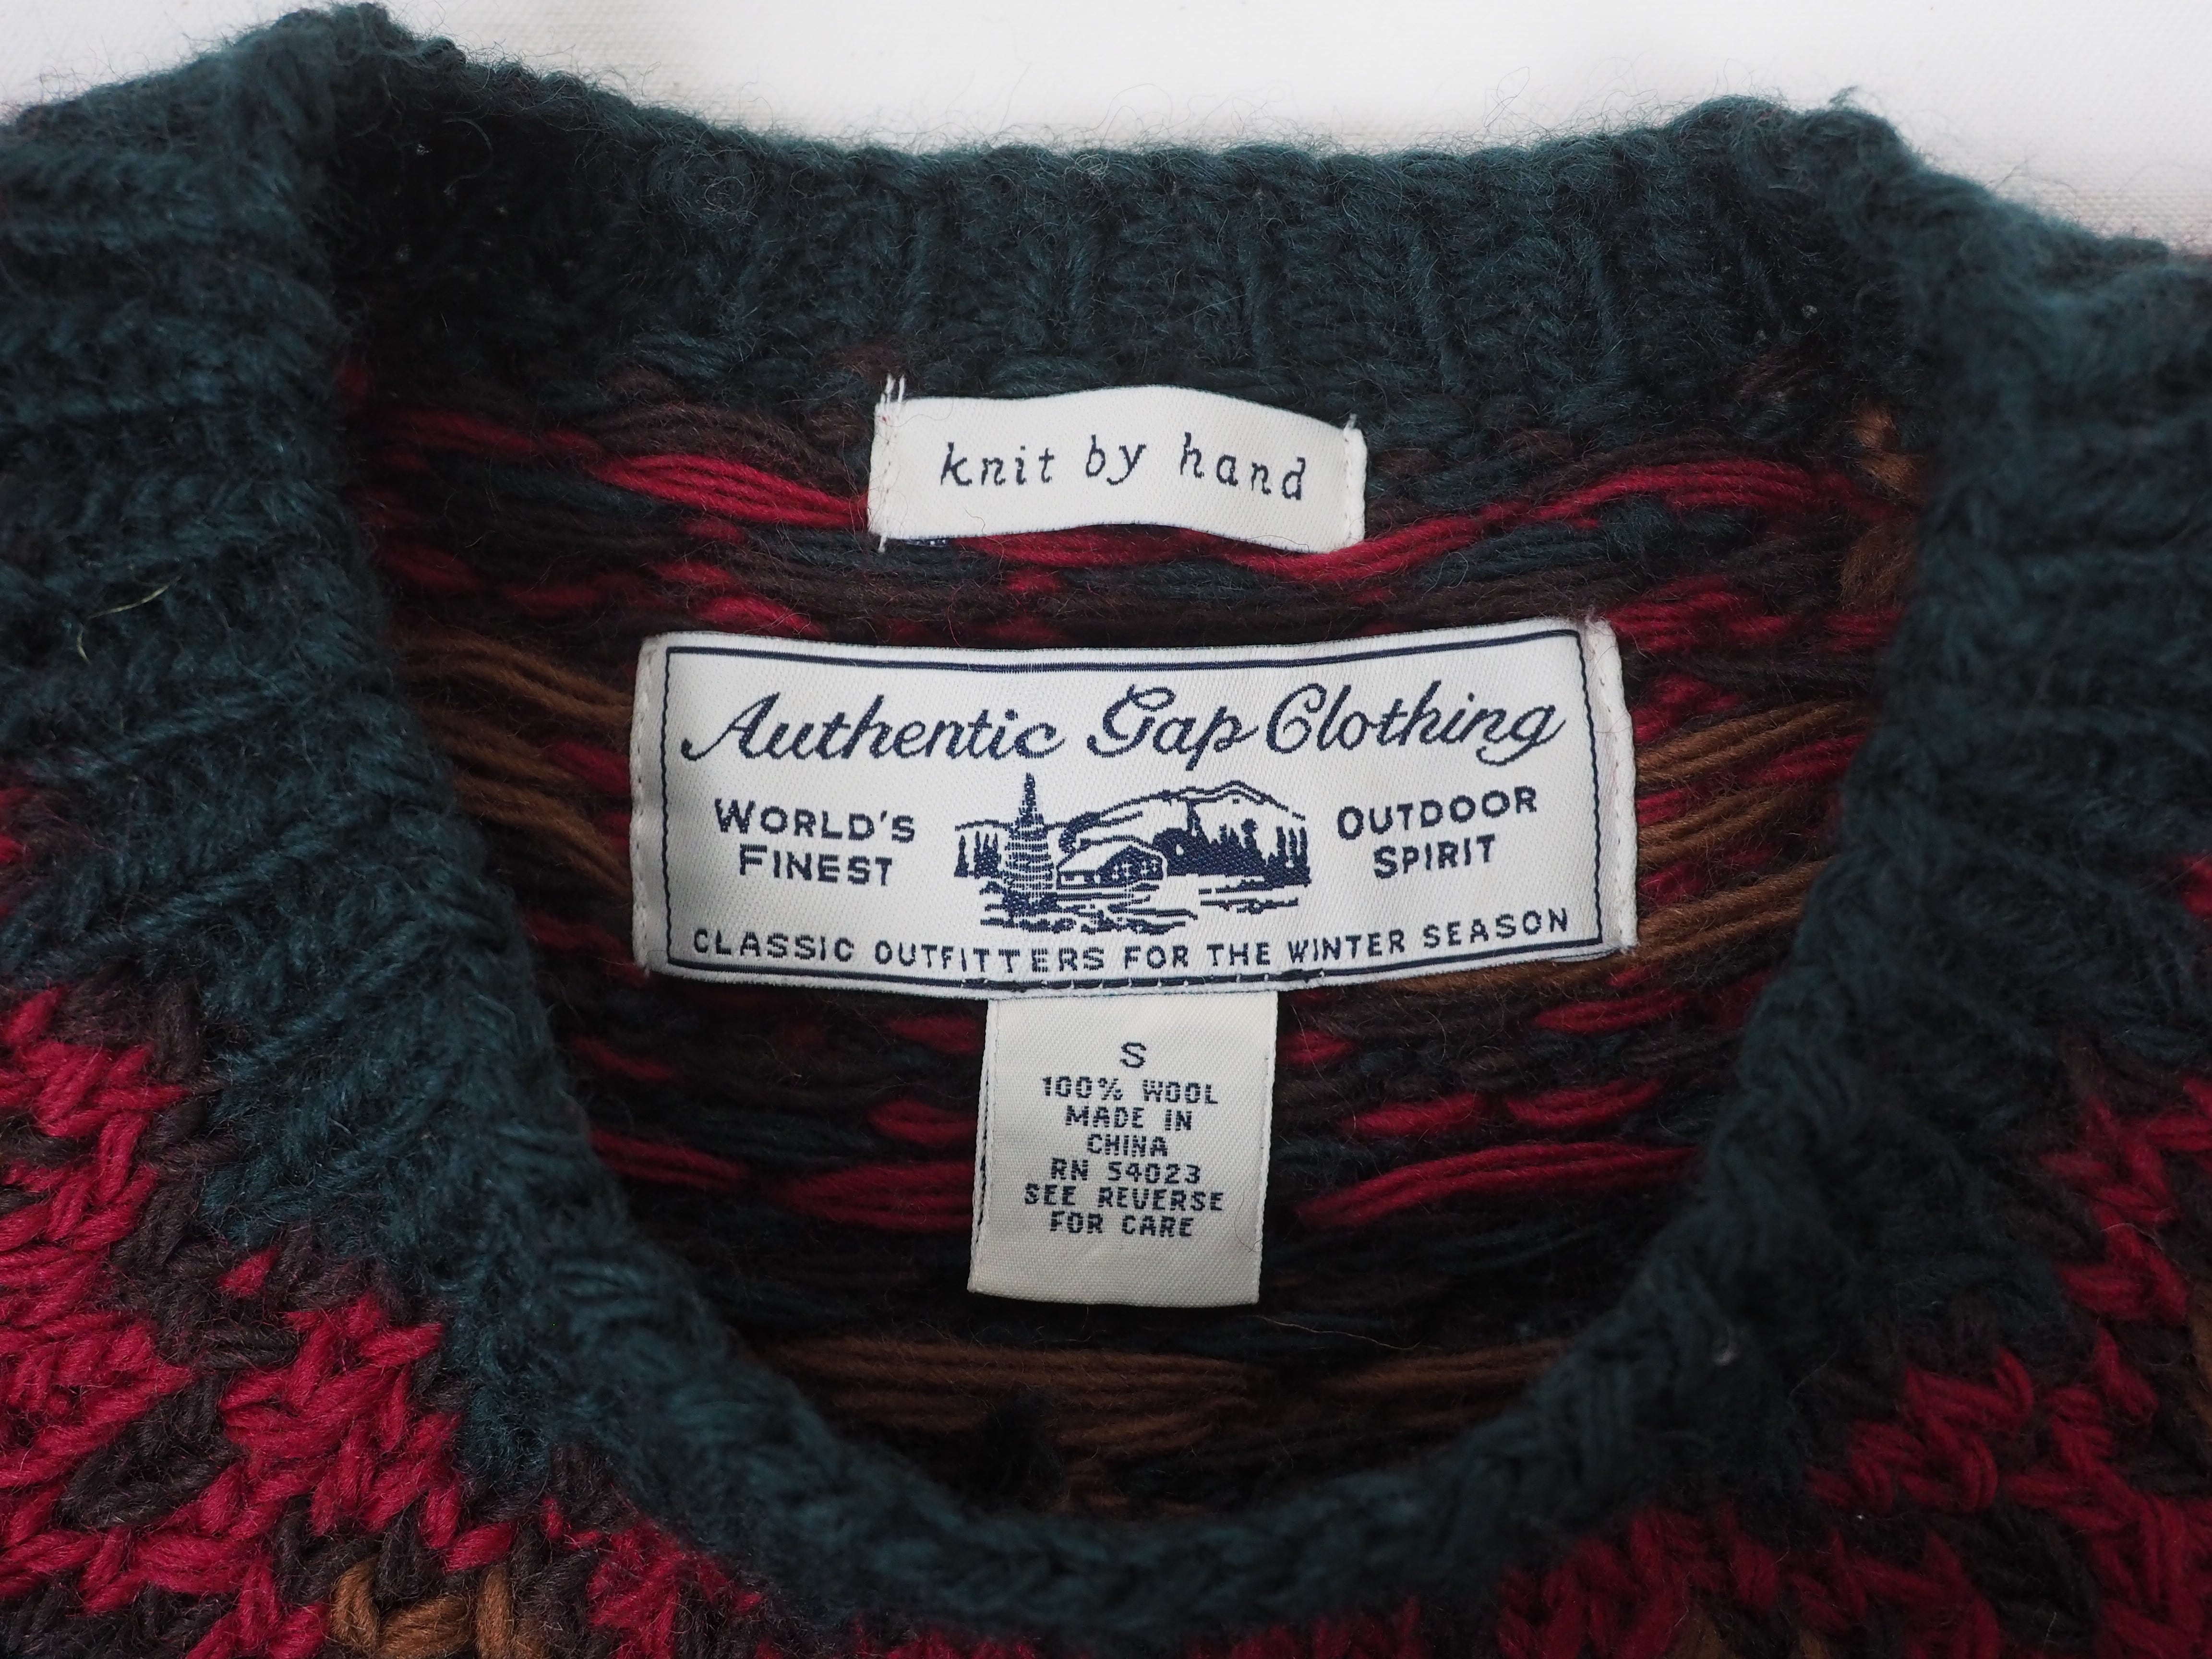 knit by hand
Authentic Gap Clothing
WORLD'S FINEST
OUTDOOR SPIRIT
CLASSIC OUTFITTERS FOR THE WINTER SEASON
S
100% WOOL
MADE IN
CHINA
RN 54023
SEE REVERSE
FOR CARE